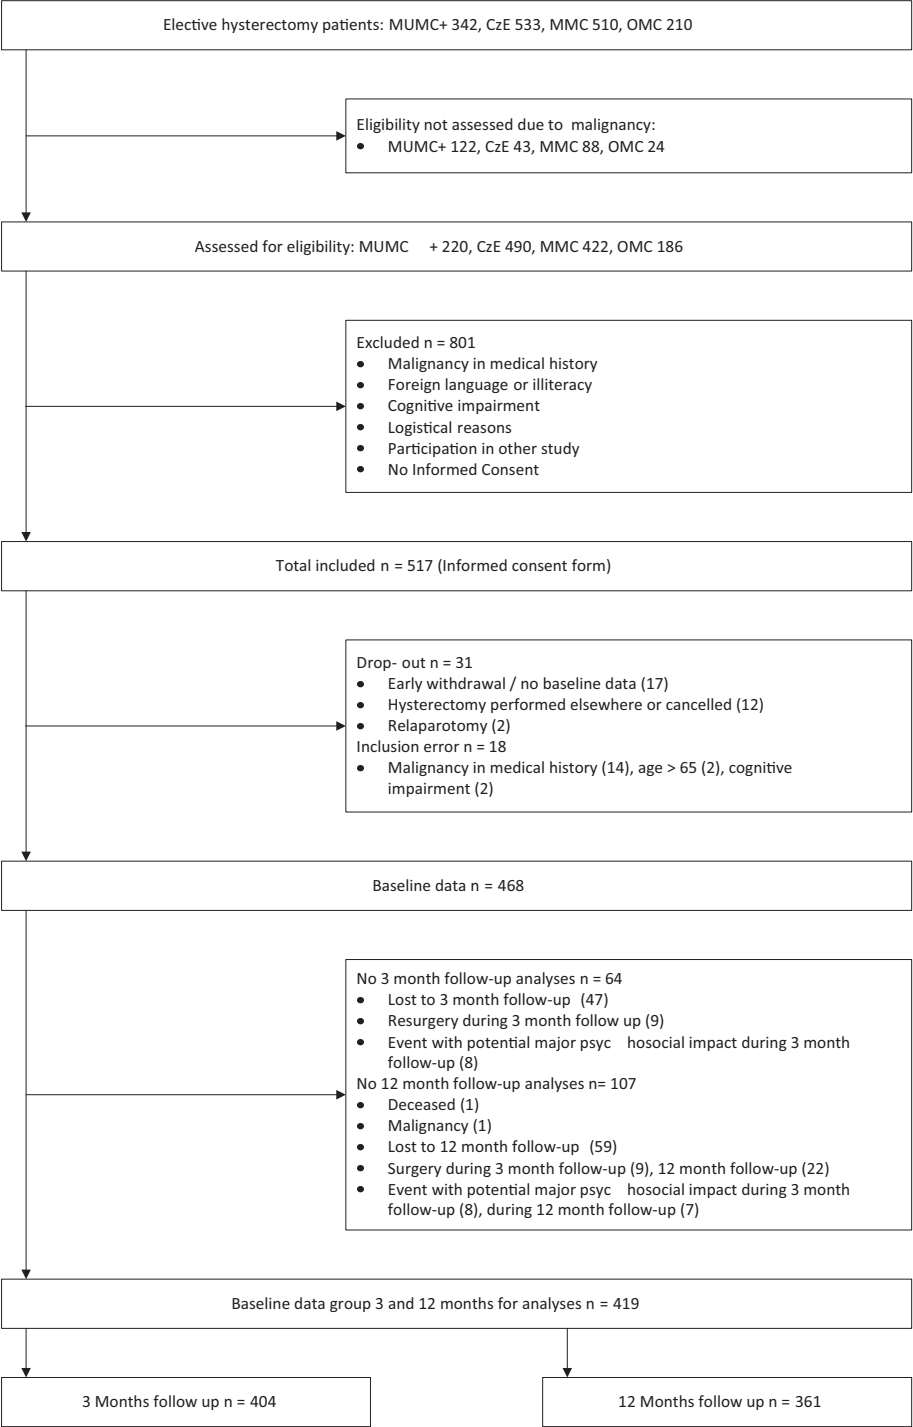 Elective hysterectomy patients: MUMC+ 342, CzE 533, MMC 510, OMC 210
Eligibility not assessed due to malignancy:
• MUMC+ 122, CzE 43, MMC 88, OMC 24
Assessed for eligibility: MUMC + 220, CzE 490, MMC 422, OMC 186
Excluded n = 801
• Malignancy in medical history
• Foreign language or illiteracy
• Cognitive impairment
• Logistical reasons
• Participation in other study
• No Informed Consent
Total included n = 517 (Informed consent form)
Drop- out n = 31
• Early withdrawal / no baseline data (17)
• Hysterectomy performed elsewhere or cancelled (12)
• Relaparotomy (2)
Inclusion error n = 18
• Malignancy in medical history (14), age > 65 (2), cognitive
impairment (2)
Baseline data n = 468
No 3 month follow-up analyses n = 64
• Lost to 3 month follow-up (47)
• Resurgery during 3 month follow up (9)
• Event with potential major psyc hosocial impact during 3 month
follow-up (8)
No 12 month follow-up analyses n= 107
• Deceased (1)
• Malignancy (1)
• Lost to 12 month follow-up (59)
• Surgery during 3 month follow-up (9), 12 month follow-up (22)
• Event with potential major psyc hosocial impact during 3 month
follow-up (8), during 12 month follow-up (7)
Baseline data group 3 and 12 months for analyses n = 419
3 Months follow up n = 404
12 Months follow up n = 361